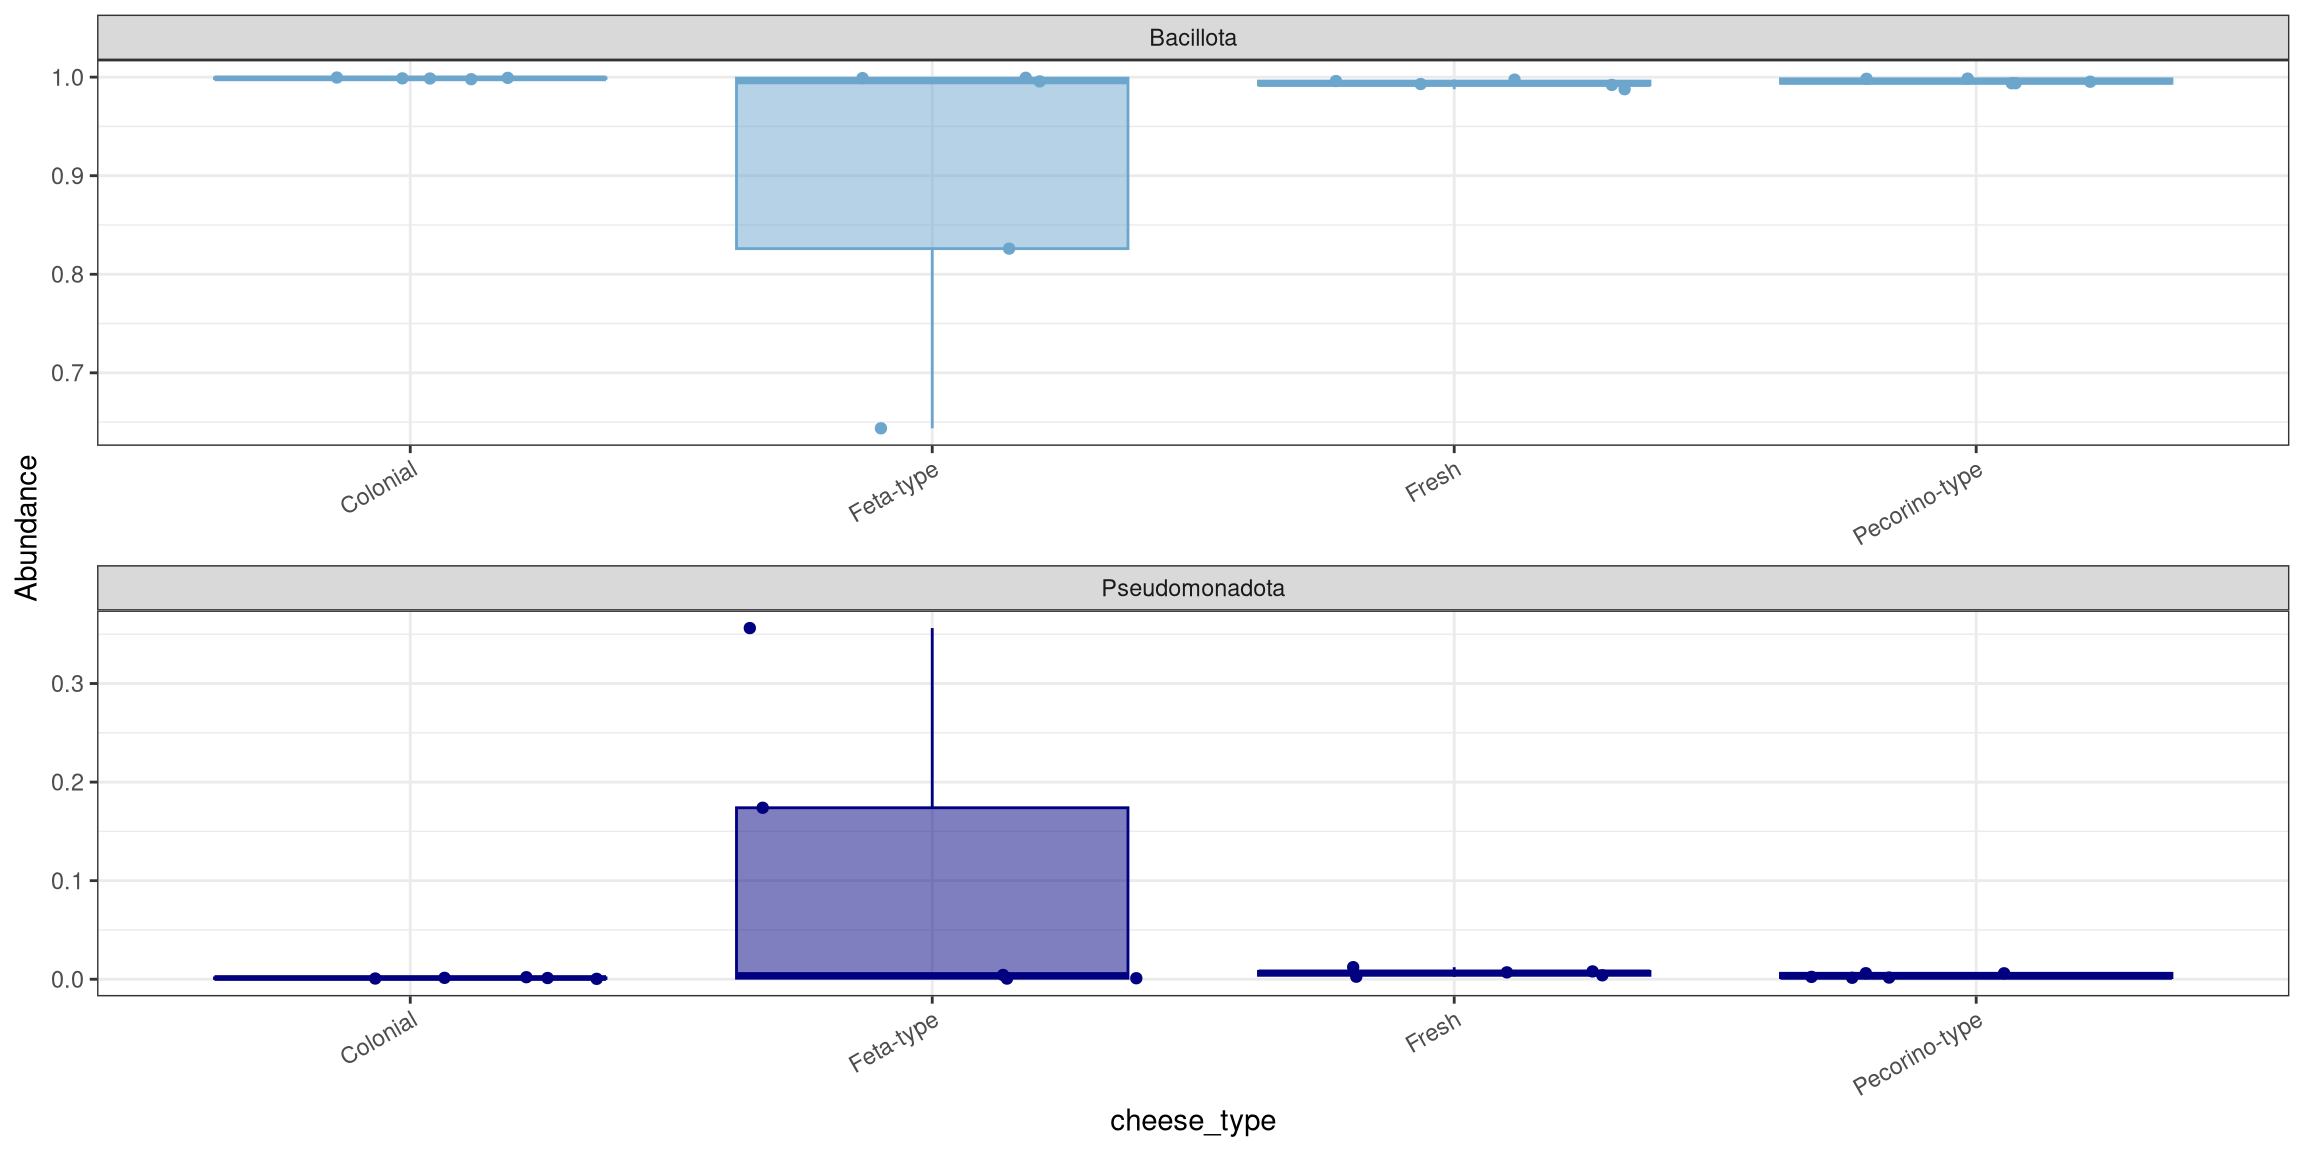 Bacillota
1.0
0.9
0.8
0.7
Colonial
Feta-type
Fresh
Pecorino-type
Abundance
Pseudomonadota
0.3
0.2
0.1
0.0
Colonial
Feta-type
Fresh
Pecorino-type
cheese_type